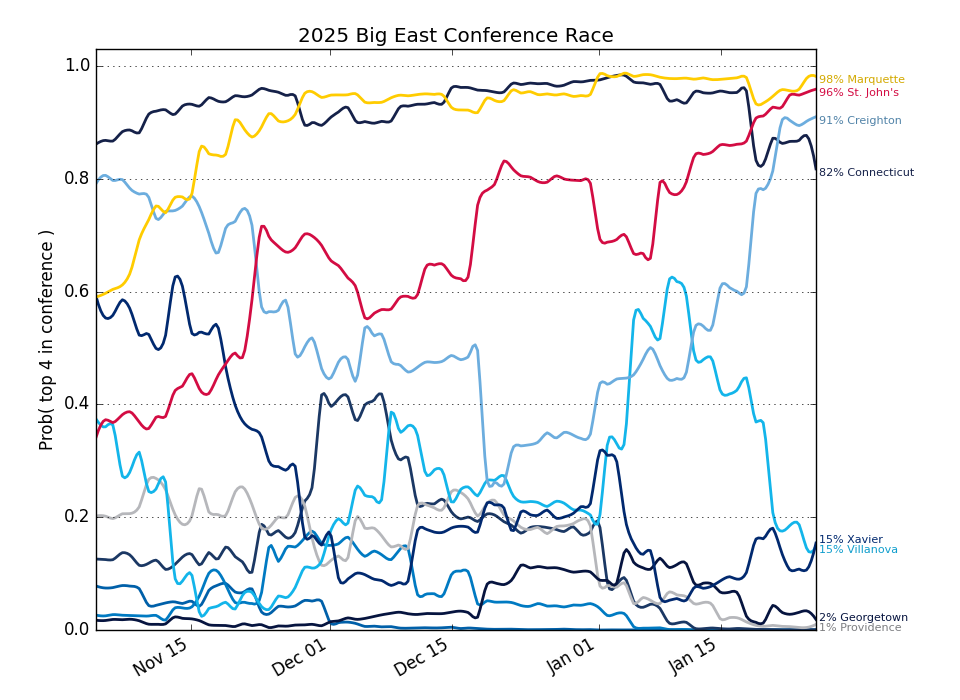 2025 Big East Conference Race
1.0
0.8
0.6
0.4
0.2
0.0
Prob( top 4 in conference )
98% Marquette
96% St. John's
91% Creighton
82% Connecticut
15% Xavier
15% Villanova
2% Georgetown
1% Providence
Nov 15
Dec 01
Dec 15
Jan 01
Jan 15